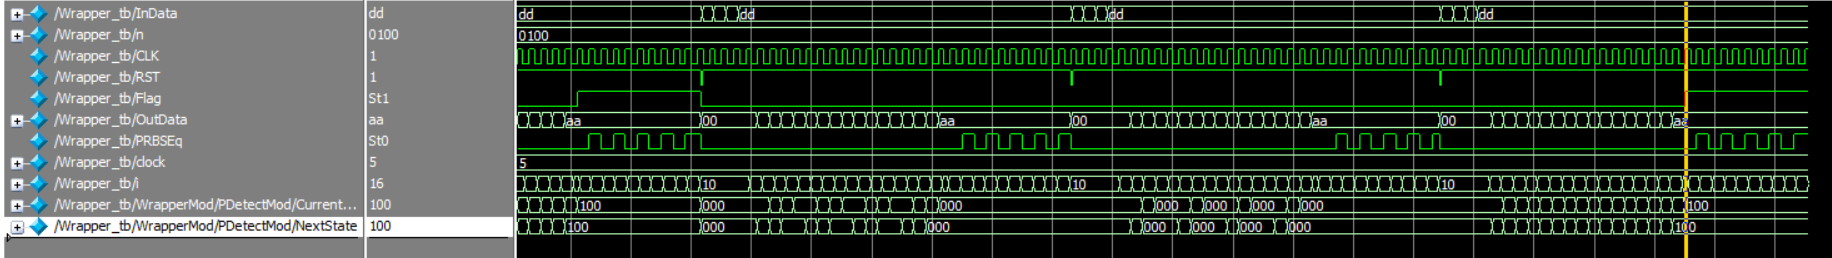 /Wrapper_tb/InData dd dd dd dd dd
/Wrapper_tb/n 0100 0100
/Wrapper_tb/CLK 1
/Wrapper_tb/RST 1
/Wrapper_tb/Flag St1
/Wrapper_tb/OutData aa aa 00 aa 00 aa 00 aa
/Wrapper_tb/PRBSEq St0
/Wrapper_tb/clock 5 5
/Wrapper_tb/i 16 10 10 10
/Wrapper_tb/WrapperMod/PDetectMod/Current... 100 100 000 000 000 000 000 000 000 100
/Wrapper_tb/WrapperMod/PDetectMod/NextState 100 100 000 000 000 000 000 000 000 100